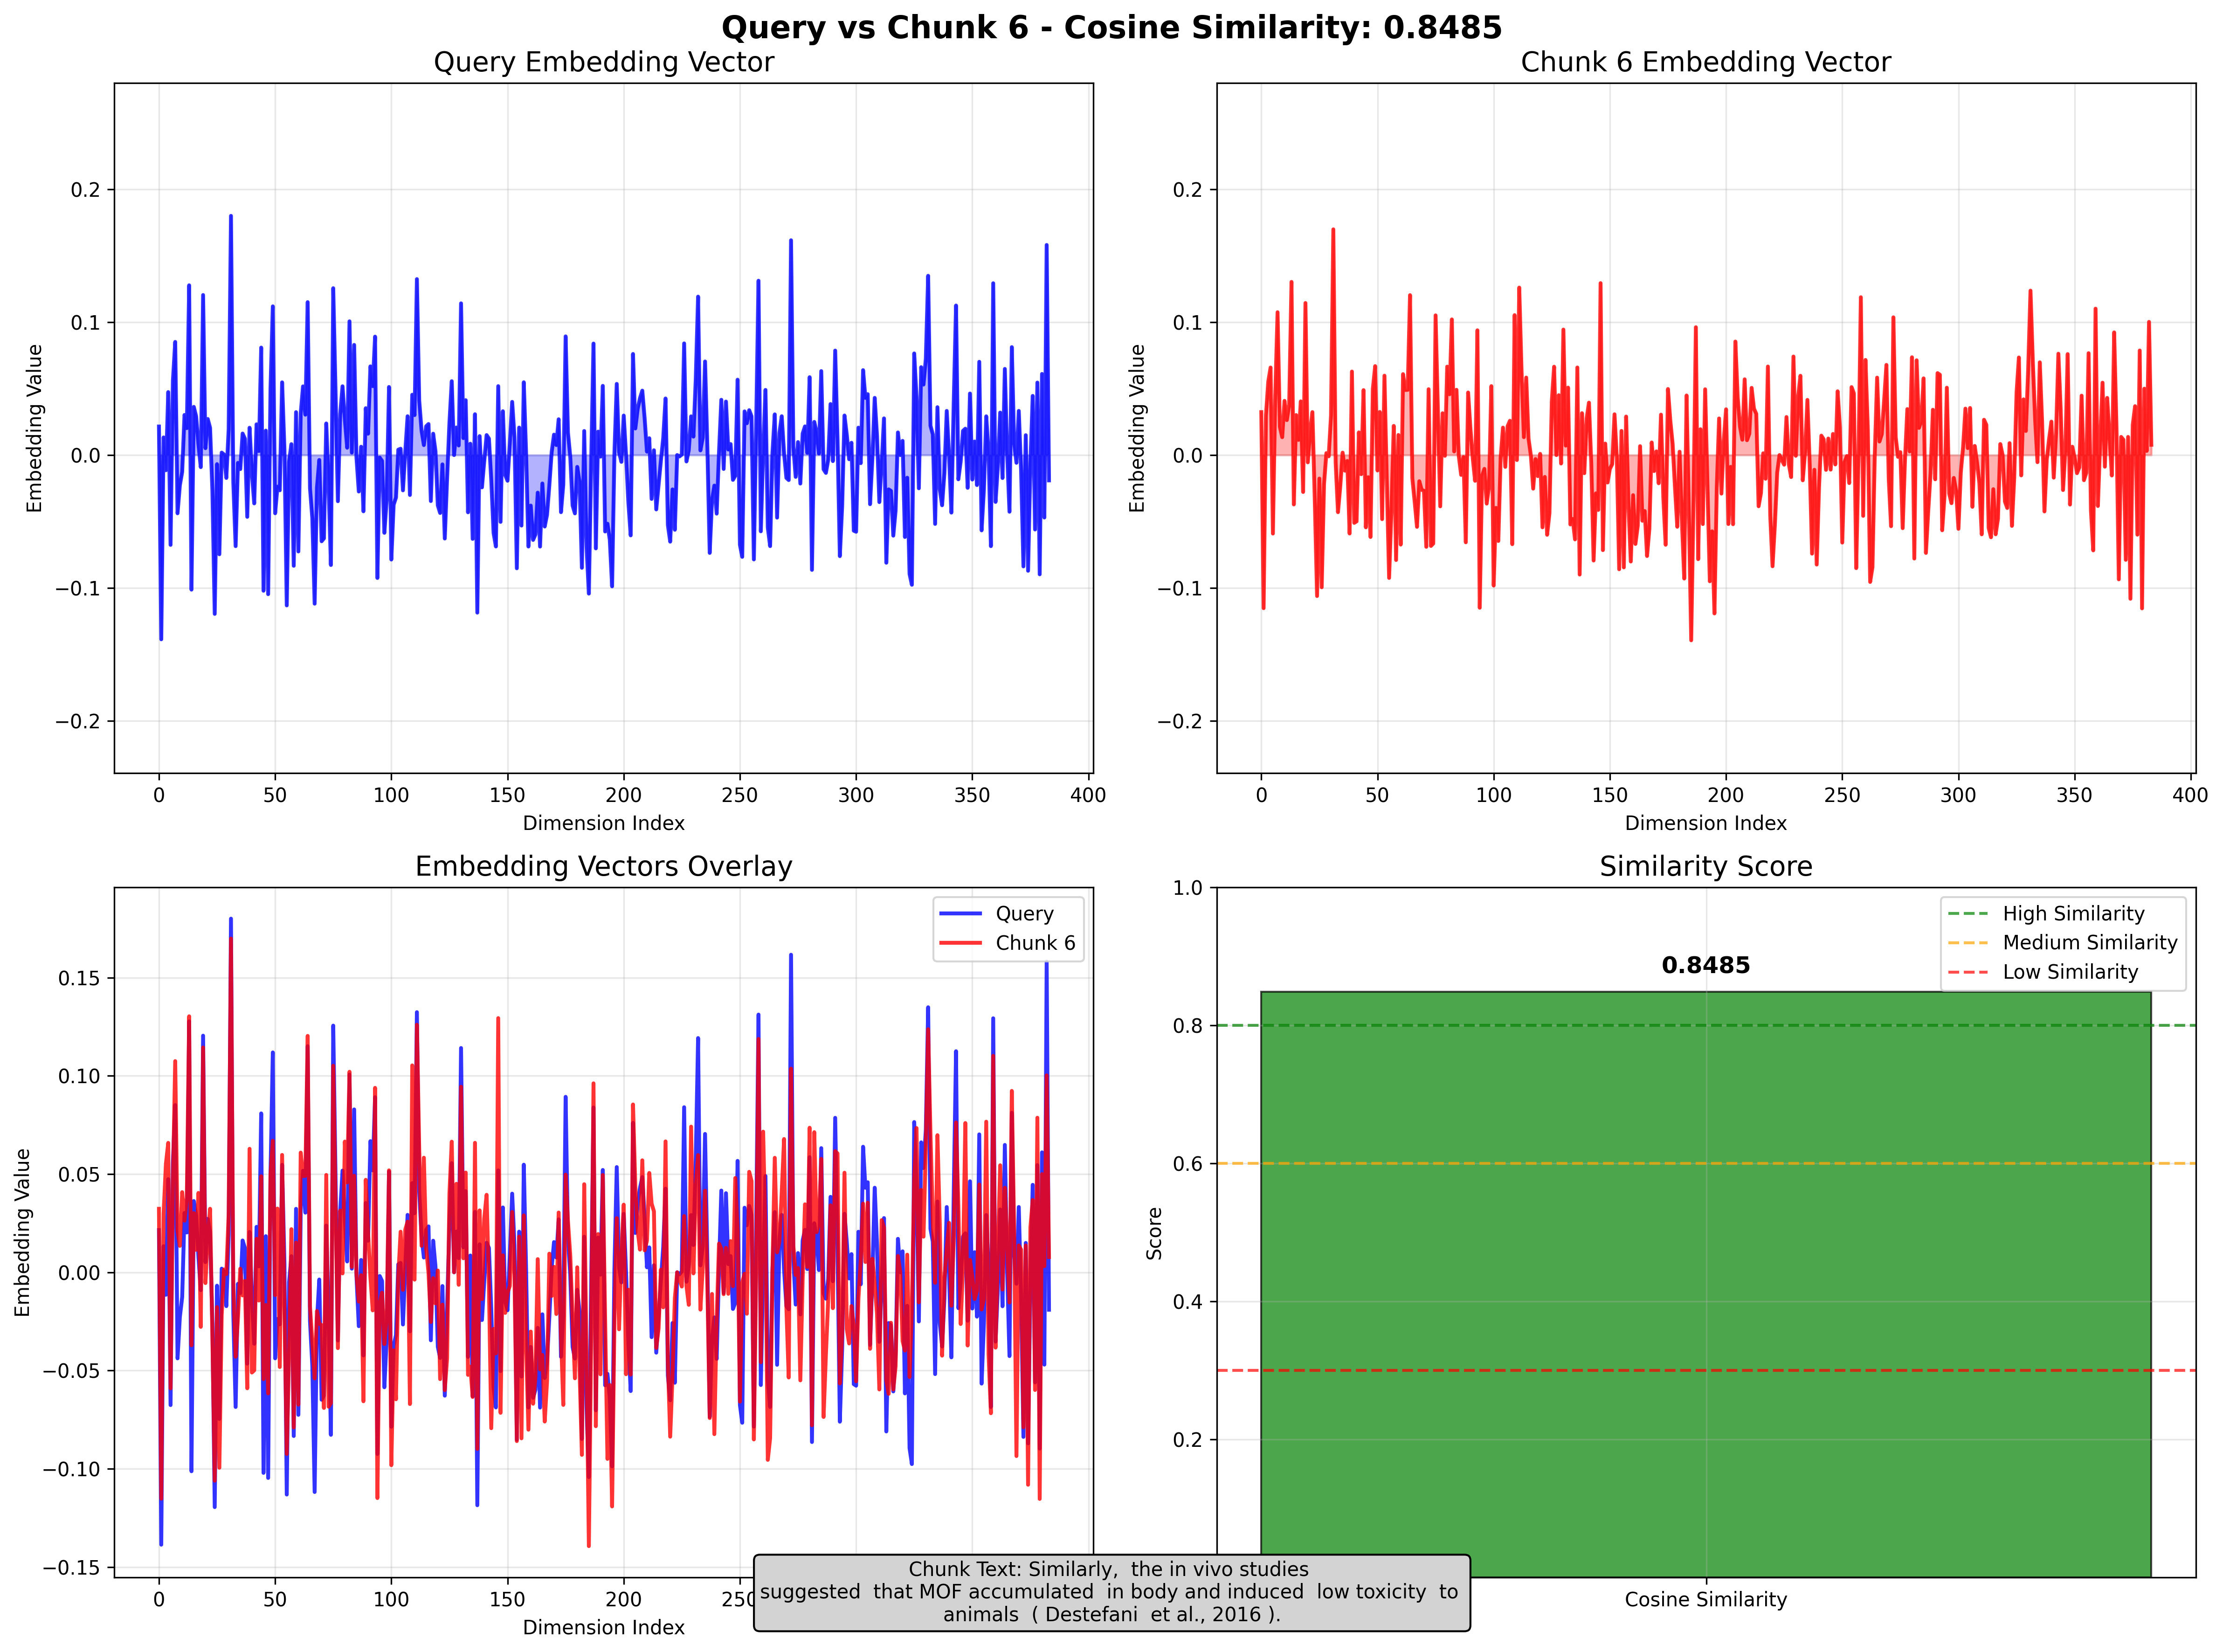 Query vs Chunk 6 - Cosine Similarity: 0.8485
Query Embedding Vector
Embedding Value
0.2
0.1
0.0
−0.1
−0.2
0 50 100 150 200 250 300 350 400
Dimension Index
Chunk 6 Embedding Vector
Embedding Value
0.2
0.1
0.0
−0.1
−0.2
0 50 100 150 200 250 300 350 400
Dimension Index
Embedding Vectors Overlay
Query
Chunk 6
Embedding Value
0.15
0.10
0.05
0.00
−0.05
−0.10
−0.15
0 50 100 150 200
Dimension Index
Similarity Score
High Similarity
Medium Similarity
Low Similarity
0.8485
Score
1.0
0.8
0.6
0.4
0.2
Cosine Similarity
Chunk Text: Similarly,  the in vivo studies
suggested  that MOF accumulated  in body and induced  low toxicity  to
animals  ( Destefani  et al., 2016 ).